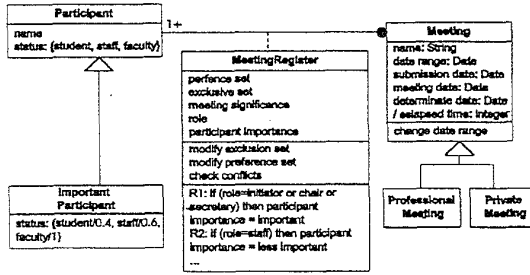 Participant
name
status: {student, staff, faculty}
1+
Meeting
name: String
date range: Date
submission date: Date
meeting data: Date
determinate data: Date
/ eslapsed time: Integer
change date range
MeetingRegister
perfence set
exclusive set
meeting significance
role
participant importance
modify exclusion set
modify preference set
check conflicts
R1: if (role=initiator or chair or
secretary) then participant
importance = important
R2: if (role=staff) then participant
importance = less important
...
Important
Participant
status: {student/0.4, staff/0.6,
faculty/1}
Professional
Meeting
Private
Meeting